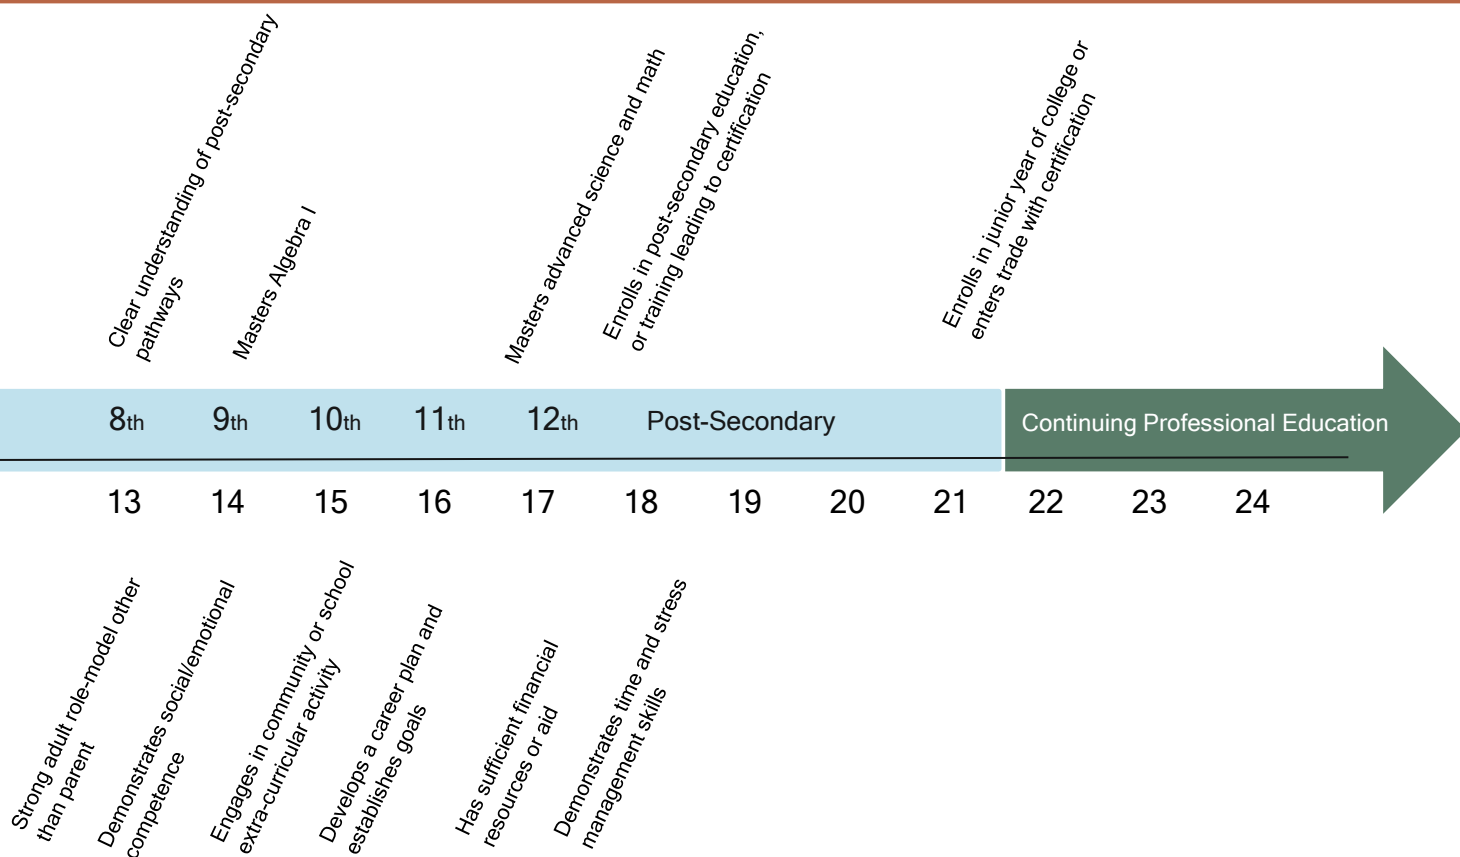 Clear understanding of post-secondary
pathways
Masters Algebra I
Masters advanced science and math
Enrolls in post-secondary education,
or training leading to certification
Enrolls in junior year of college or
enters trade with certification
8th 9th 10th 11th 12th Post-Secondary Continuing Professional Education
13 14 15 16 17 18 19 20 21 22 23 24
Strong adult role-model other
than parent
Demonstrates social/emotional
competence
Engages in community or school
extra-curricular activity
Develops a career plan and
establishes goals
Has sufficient financial
resources or aid
Demonstrates time and stress
management skills